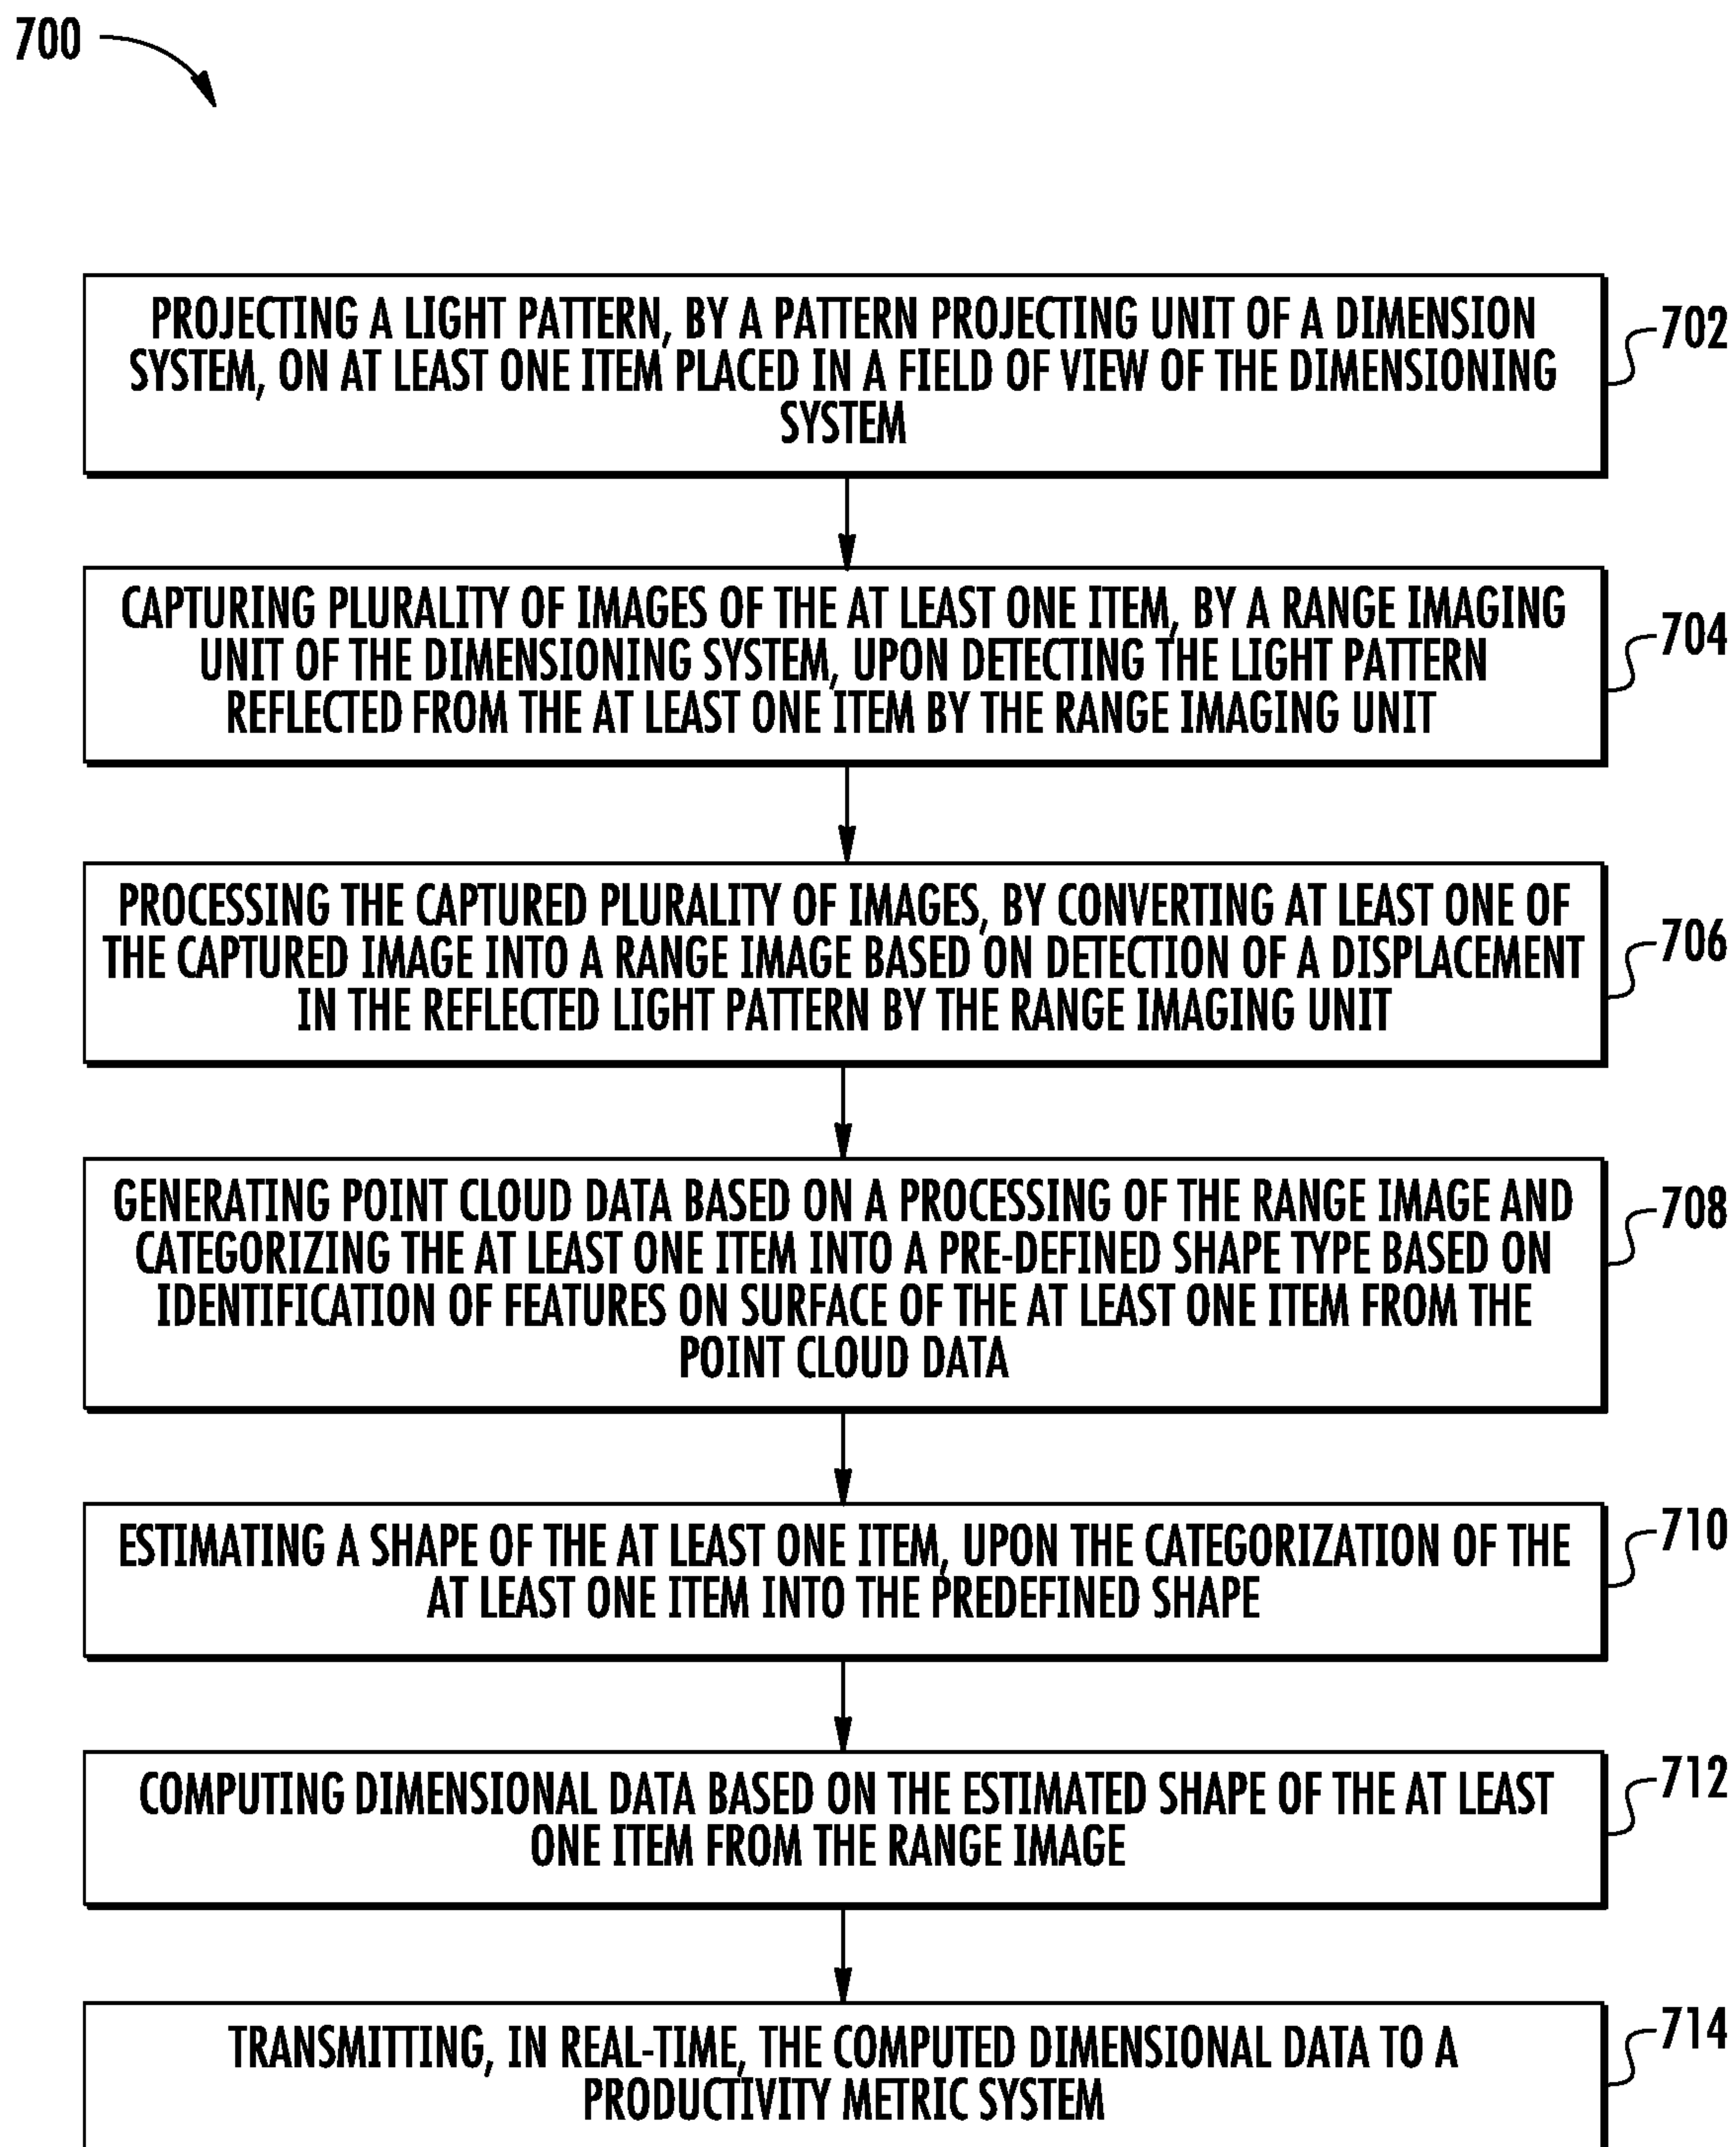 700
PROJECTING A LIGHT PATTERN, BY A PATTERN PROJECTING UNIT OF A DIMENSION
SYSTEM, ON AT LEAST ONE ITEM PLACED IN A FIELD OF VIEW OF THE DIMENSIONING
SYSTEM
702
CAPTURING PLURALITY OF IMAGES OF THE AT LEAST ONE ITEM, BY A RANGE IMAGING
UNIT OF THE DIMENSIONING SYSTEM, UPON DETECTING THE LIGHT PATTERN
REFLECTED FROM THE AT LEAST ONE ITEM BY THE RANGE IMAGING UNIT
704
PROCESSING THE CAPTURED PLURALITY OF IMAGES, BY CONVERTING AT LEAST ONE OF
THE CAPTURED IMAGE INTO A RANGE IMAGE BASED ON DETECTION OF A DISPLACEMENT
IN THE REFLECTED LIGHT PATTERN BY THE RANGE IMAGING UNIT
706
GENERATING POINT CLOUD DATA BASED ON A PROCESSING OF THE RANGE IMAGE AND
CATEGORIZING THE AT LEAST ONE ITEM INTO A PRE-DEFINED SHAPE TYPE BASED ON
IDENTIFICATION OF FEATURES ON SURFACE OF THE AT LEAST ONE ITEM FROM THE
POINT CLOUD DATA
708
ESTIMATING A SHAPE OF THE AT LEAST ONE ITEM, UPON THE CATEGORIZATION OF THE
AT LEAST ONE ITEM INTO THE PREDEFINED SHAPE
710
COMPUTING DIMENSIONAL DATA BASED ON THE ESTIMATED SHAPE OF THE AT LEAST
ONE ITEM FROM THE RANGE IMAGE
712
TRANSMITTING, IN REAL-TIME, THE COMPUTED DIMENSIONAL DATA TO A
PRODUCTIVITY METRIC SYSTEM
714